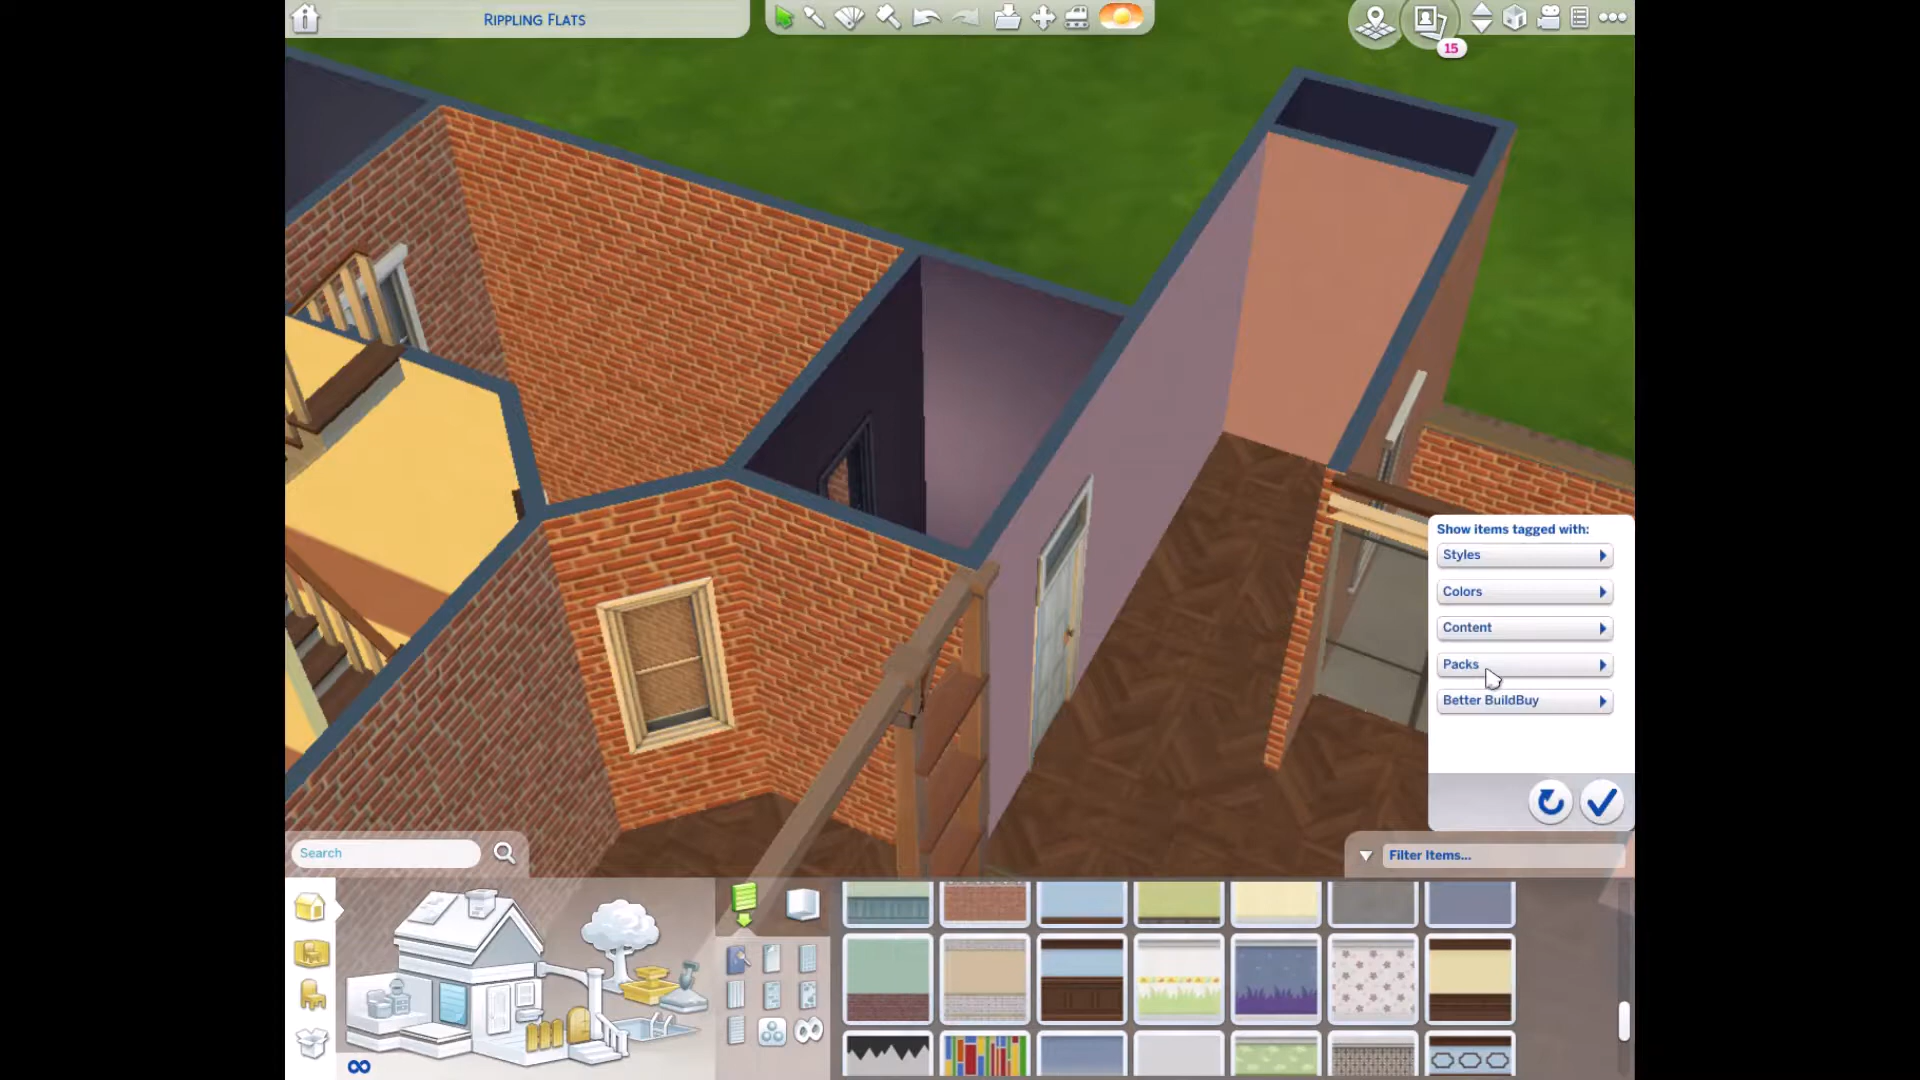 RIPPLING FLATS
15
Show items tagged with:
Styles
Colors
Content
Packs
Better BuildBuy
Search
Filter Items...